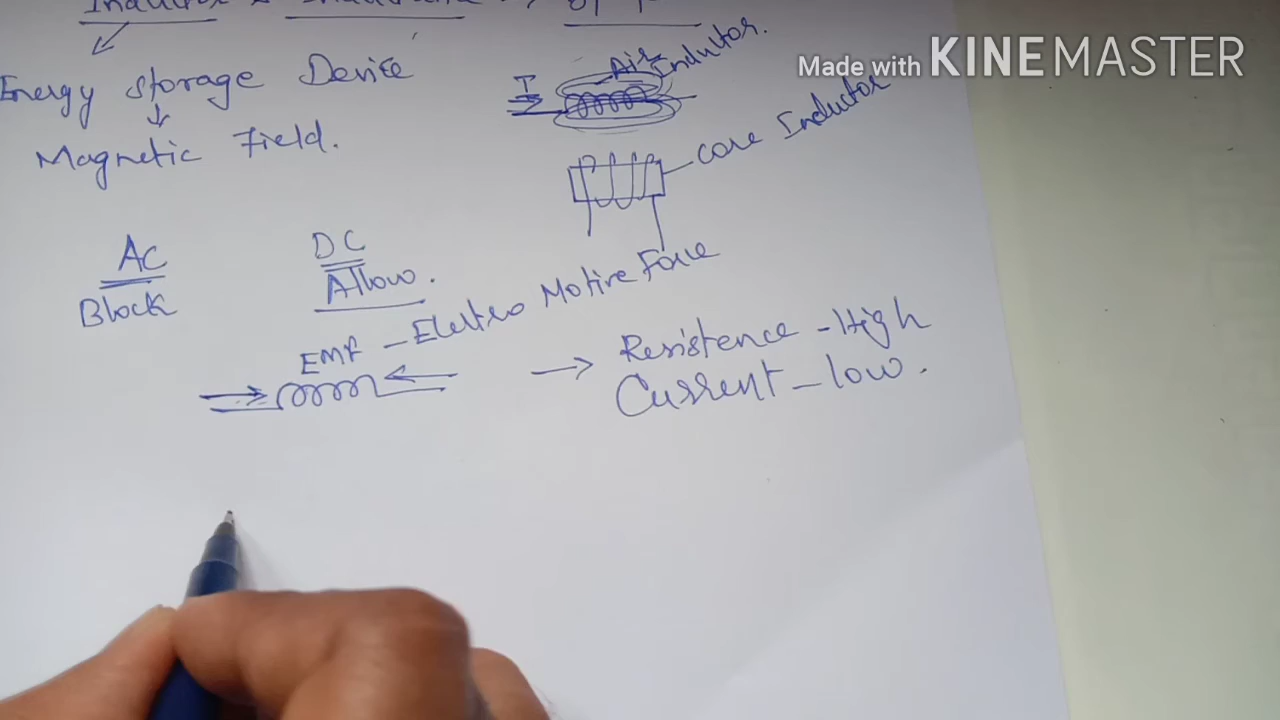 Inductor
Energy Storage Device
Magnetic Field.
I
Air Inductor.
Core Inductor
AC
Block
DC
Allow.
EMF - Electro Motive Force
Resistence - High
Current - low.
Made with KINEMASTER